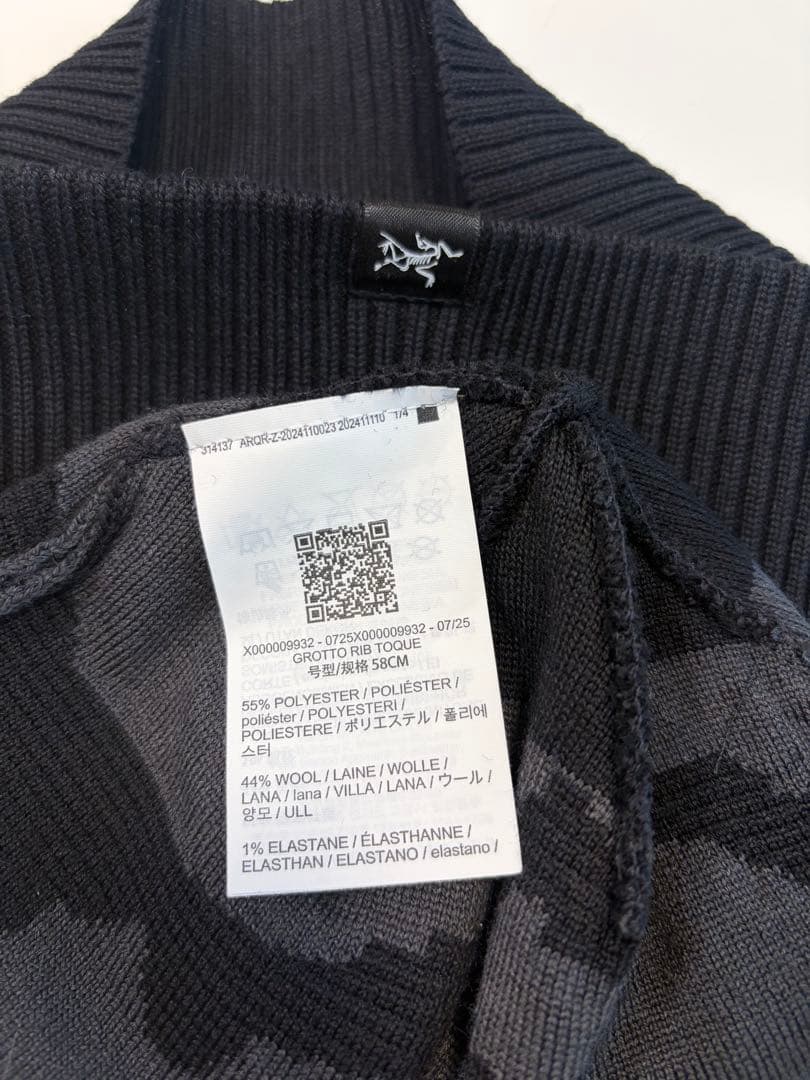 314137 ARQR-Z-2024110023 202411110 1/4
X000009932 - 0725X000009932 - 07/25
GROTTO RIB TOQUE
号型/规格 58CM
55% POLYESTER / POLIÉSTER /
poliéster / POLYESTERI /
POLIESTERE / ポリエステル / 폴리에
스터
44% WOOL / LAINE / WOLLE /
LANA / lana / VILLA / LANA / ウール /
양모 / ULL
1% ELASTANE / ÉLASTHANNE /
ELASTHAN / ELASTANO / elastano /